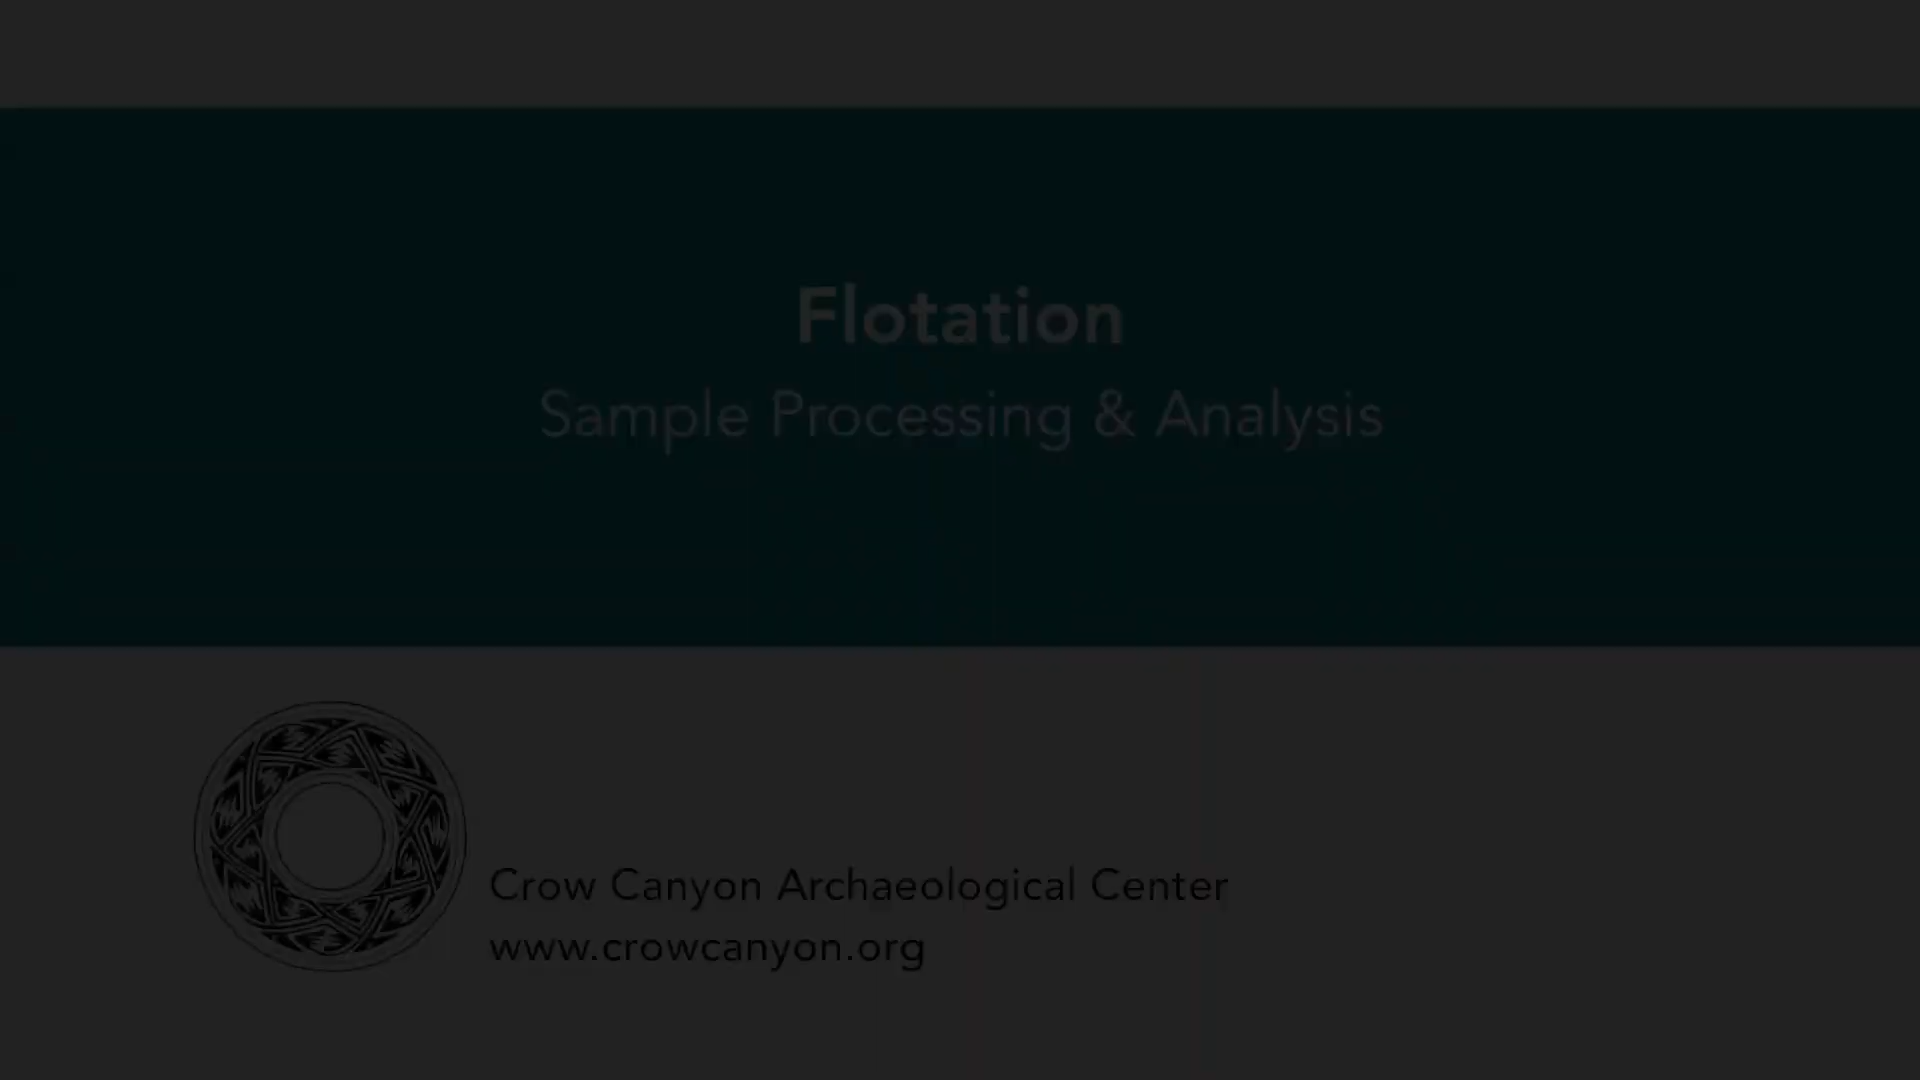 Flotation
Sample Processing & Analysis
Crow Canyon Archaeological Center
www.crowcanyon.org